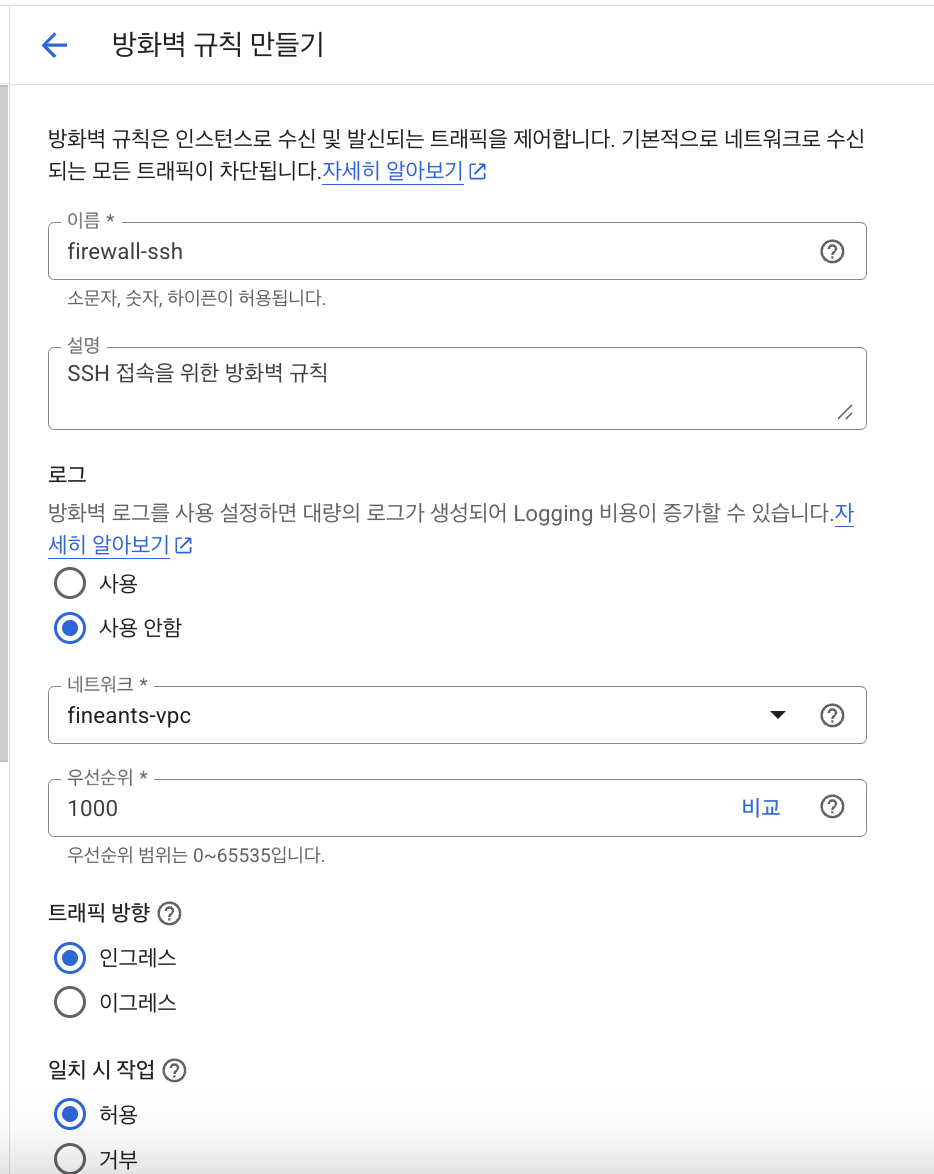 방화벽 규칙 만들기
방화벽 규칙은 인스턴스로 수신 및 발신되는 트래픽을 제어합니다. 기본적으로 네트워크로 수신
되는 모든 트래픽이 차단됩니다.자세히 알아보기
이름 *
firewall-ssh
소문자, 숫자, 하이픈이 허용됩니다.
설명
SSH 접속을 위한 방화벽 규칙
로그
방화벽 로그를 사용 설정하면 대량의 로그가 생성되어 Logging 비용이 증가할 수 있습니다.자
세히 알아보기
사용
사용 안함
네트워크 *
fineants-vpc
우선순위 *
1000 비교
우선순위 범위는 0~65535입니다.
트래픽 방향
인그레스
이그레스
일치 시 작업
허용
거부